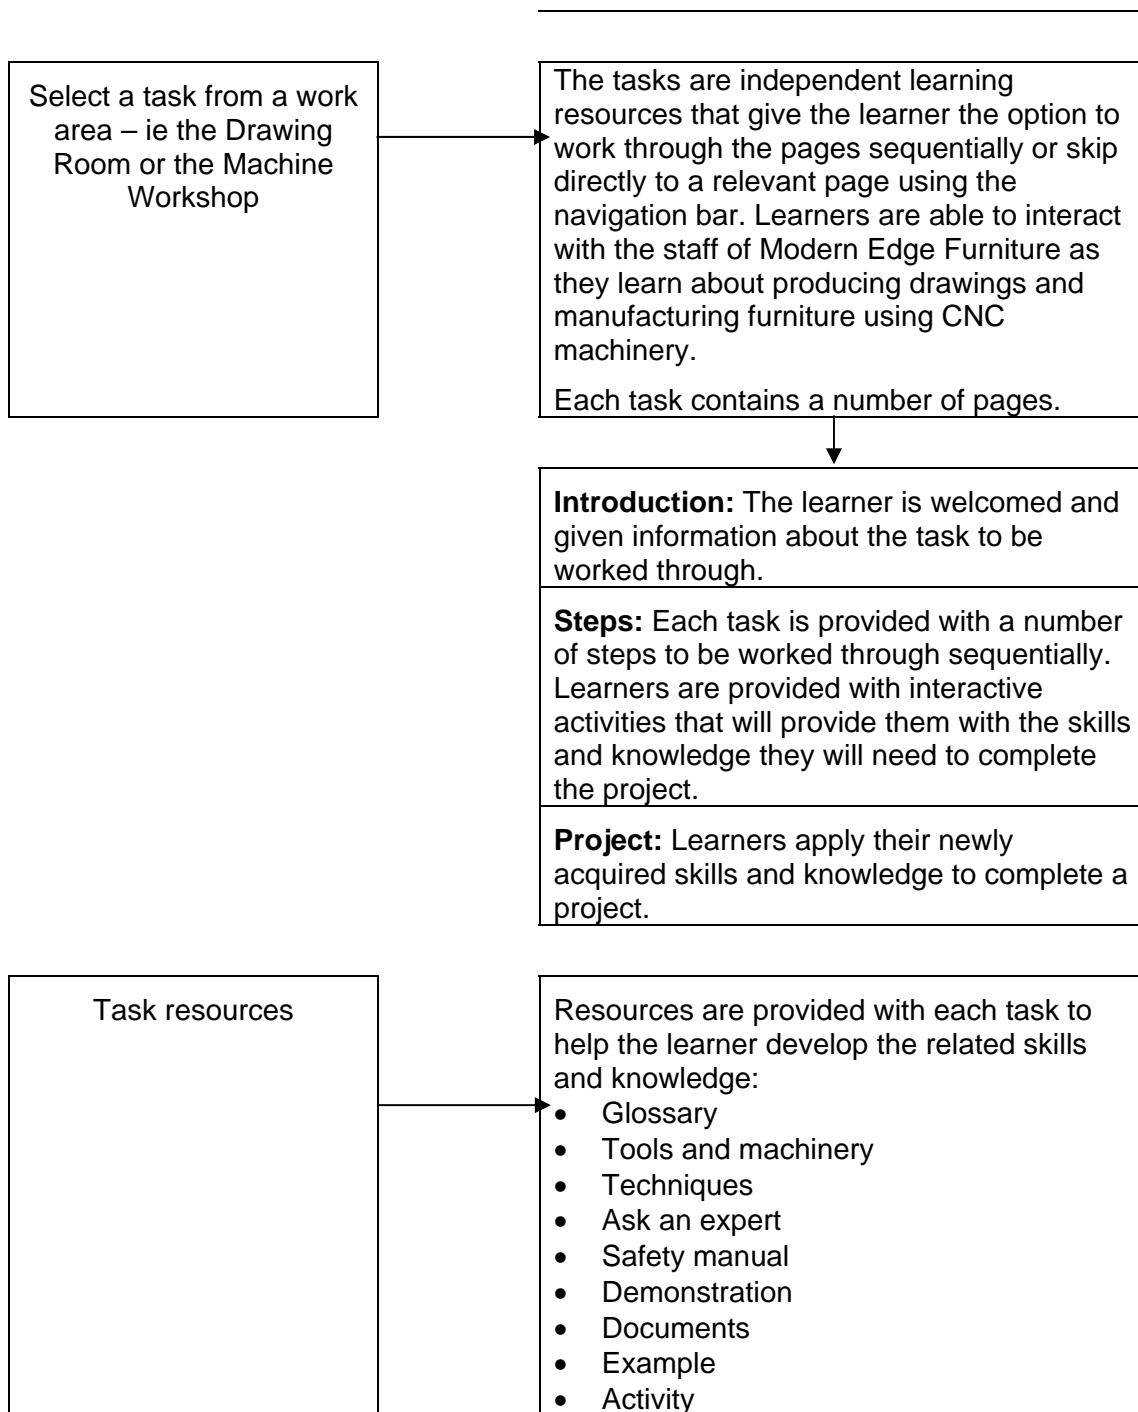 Select a task from a work
area – ie the Drawing
Room or the Machine
Workshop
The tasks are independent learning
resources that give the learner the option to
work through the pages sequentially or skip
directly to a relevant page using the
navigation bar. Learners are able to interact
with the staff of Modern Edge Furniture as
they learn about producing drawings and
manufacturing furniture using CNC
machinery.
Each task contains a number of pages.
Introduction: The learner is welcomed and
given information about the task to be
worked through.
Steps: Each task is provided with a number
of steps to be worked through sequentially.
Learners are provided with interactive
activities that will provide them with the skills
and knowledge they will need to complete
the project.
Project: Learners apply their newly
acquired skills and knowledge to complete a
project.
Task resources
Resources are provided with each task to
help the learner develop the related skills
and knowledge:
• Glossary
• Tools and machinery
• Techniques
• Ask an expert
• Safety manual
• Demonstration
• Documents
• Example
• Activity